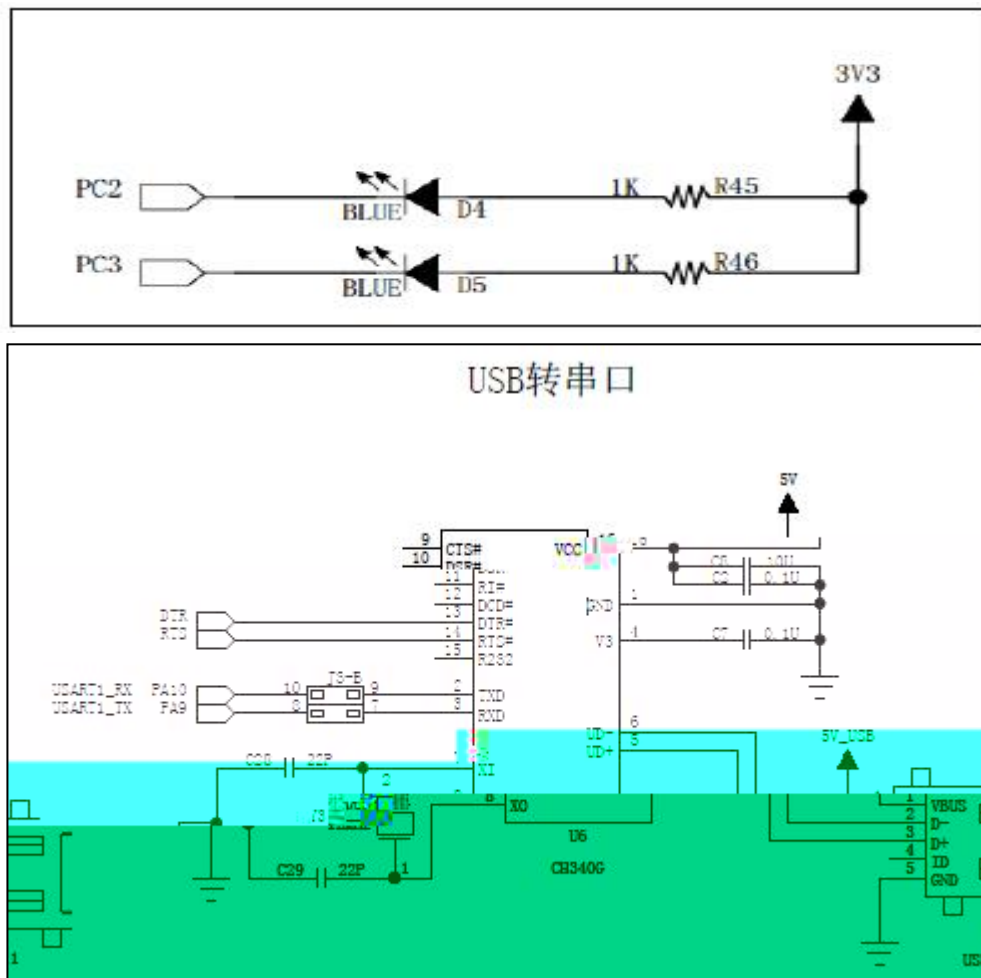 3V3
PC2
BLUE
D4
1K
R45
PC3
BLUE
D5
1K
R46
USB转串口
5V
9
CTS#
VCC
10
DSR#
10U
11
RI#
C2
0.1U
12
DCD#
GND
1
DTR
13
DTR#
RTS
14
RTS#
V3
4
C7
0.1U
15
R232
J3-B
USART1_RX
PA10
10
9
2
TXD
USART1_TX
PA9
8
7
3
RXD
UD-
6
UD+
5
5V_USB
C28
22P
XI
2
8
XO
1
VBUS
2
D-
3
D+
4
ID
5
GND
U6
C29
22P
1
CH340G
1
US